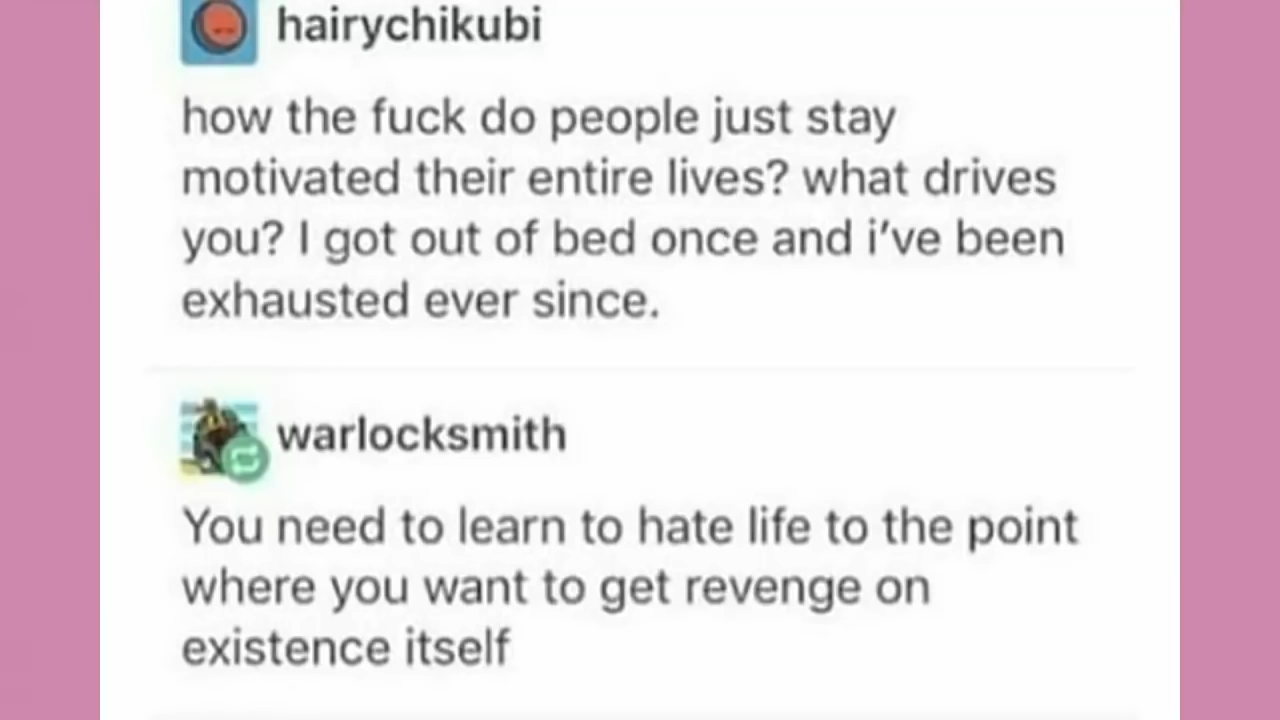 hairychikubi
how the fuck do people just stay
motivated their entire lives? what drives
you? I got out of bed once and i've been
exhausted ever since.
warlocksmith
You need to learn to hate life to the point
where you want to get revenge on
existence itself